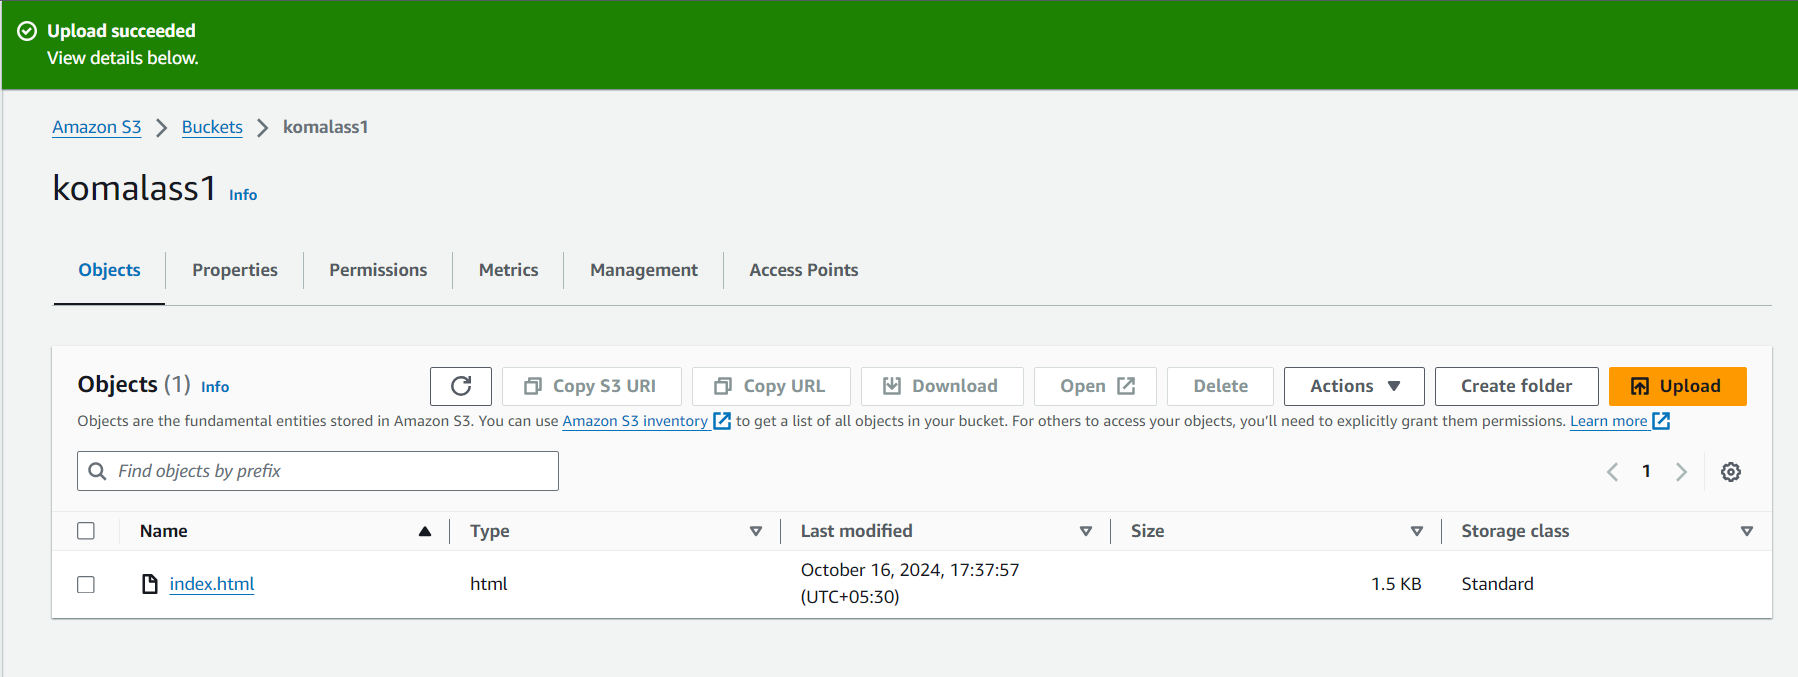 Upload succeeded
View details below.
Amazon S3 > Buckets > komalass1
komalass1 Info
Objects Properties Permissions Metrics Management Access Points
Objects (1) Info Copy S3 URI Copy URL Download Open Delete Actions Create folder Upload
Objects are the fundamental entities stored in Amazon S3. You can use Amazon S3 inventory to get a list of all objects in your bucket. For others to access your objects, you’ll need to explicitly grant them permissions. Learn more
Find objects by prefix 1
Name Type Last modified Size Storage class
index.html html October 16, 2024, 17:37:57 1.5 KB Standard
(UTC+05:30)